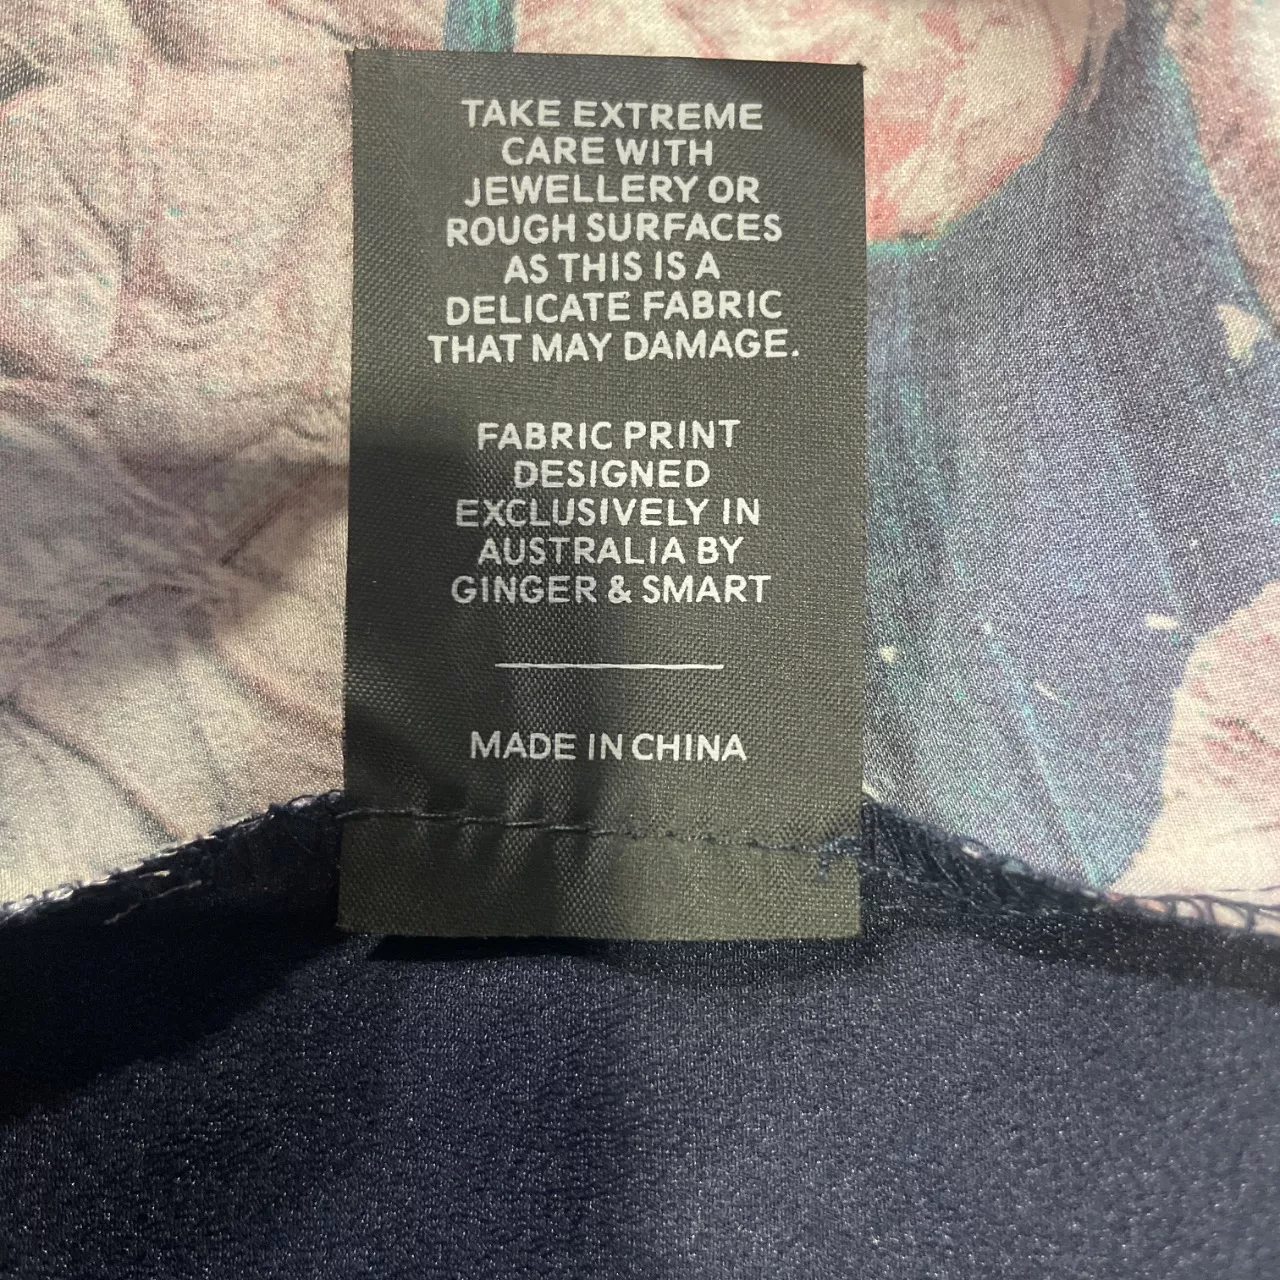 TAKE EXTREME
CARE WITH
JEWELLERY OR
ROUGH SURFACES
AS THIS IS A
DELICATE FABRIC
THAT MAY DAMAGE.
FABRIC PRINT
DESIGNED
EXCLUSIVELY IN
AUSTRALIA BY
GINGER & SMART
MADE IN CHINA